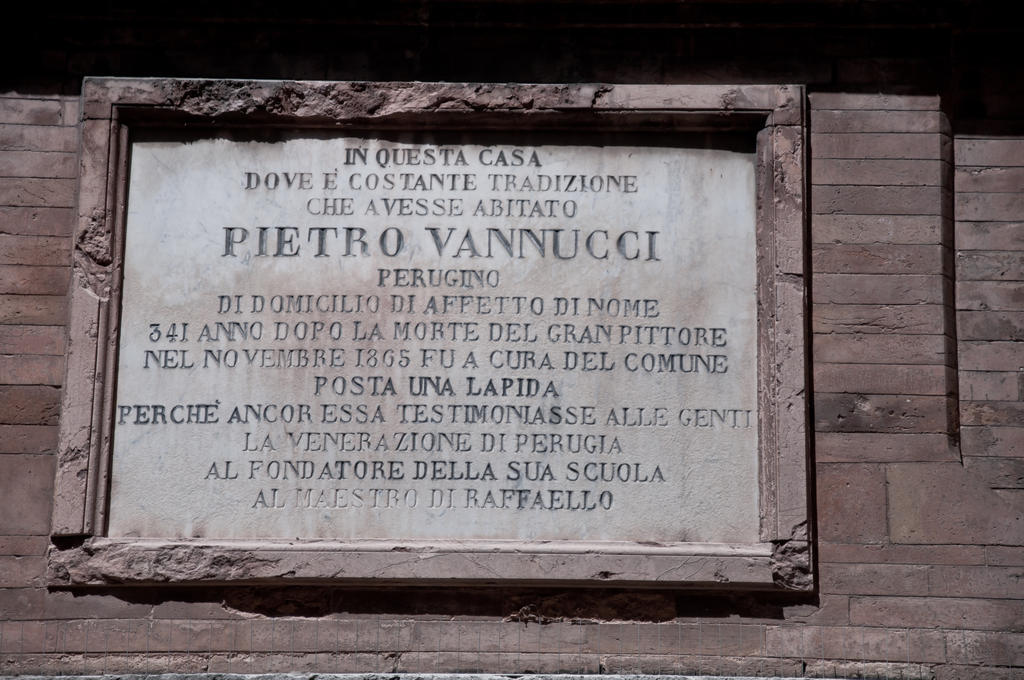 IN QUESTA CASA
DOVE È COSTANTE TRADIZIONE
CHE AVESSE ABITATO
PIETRO VANNUCCI
PERUGINO
DI DOMICILIO DI AFFETTO DI NOME
341 ANNO DOPO LA MORTE DEL GRAN PITTORE
NEL NOVEMBRE 1865 FU A CURA DEL COMUNE
POSTA UNA LAPIDA
PERCHÈ ANCOR ESSA TESTIMONIASSE ALLE GENTI
LA VENERAZIONE DI PERUGIA
AL FONDATORE DELLA SUA SCUOLA
AL MAESTRO DI RAFFAELLO